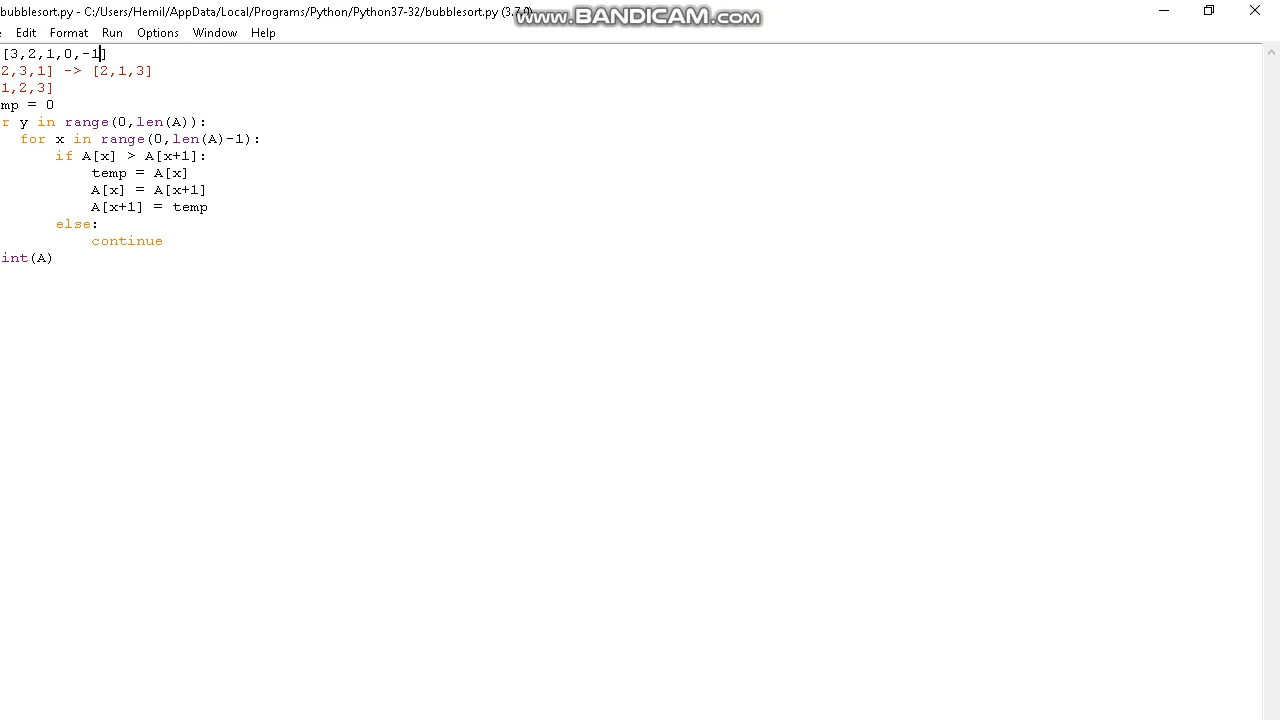 bubblesort.py - C:/Users/Hemil/AppData/Local/Programs/Python/Python37-32/bubblesort.py (3.7.0)
www.BANDICAM.com
Edit Format Run Options Window Help
[3,2,1,0,-1]
2,3,1] -> [2,1,3]
1,2,3]
mp = 0
r y in range(0,len(A)):
for x in range(0,len(A)-1):
if A[x] > A[x+1]:
temp = A[x]
A[x] = A[x+1]
A[x+1] = temp
else:
continue
int(A)